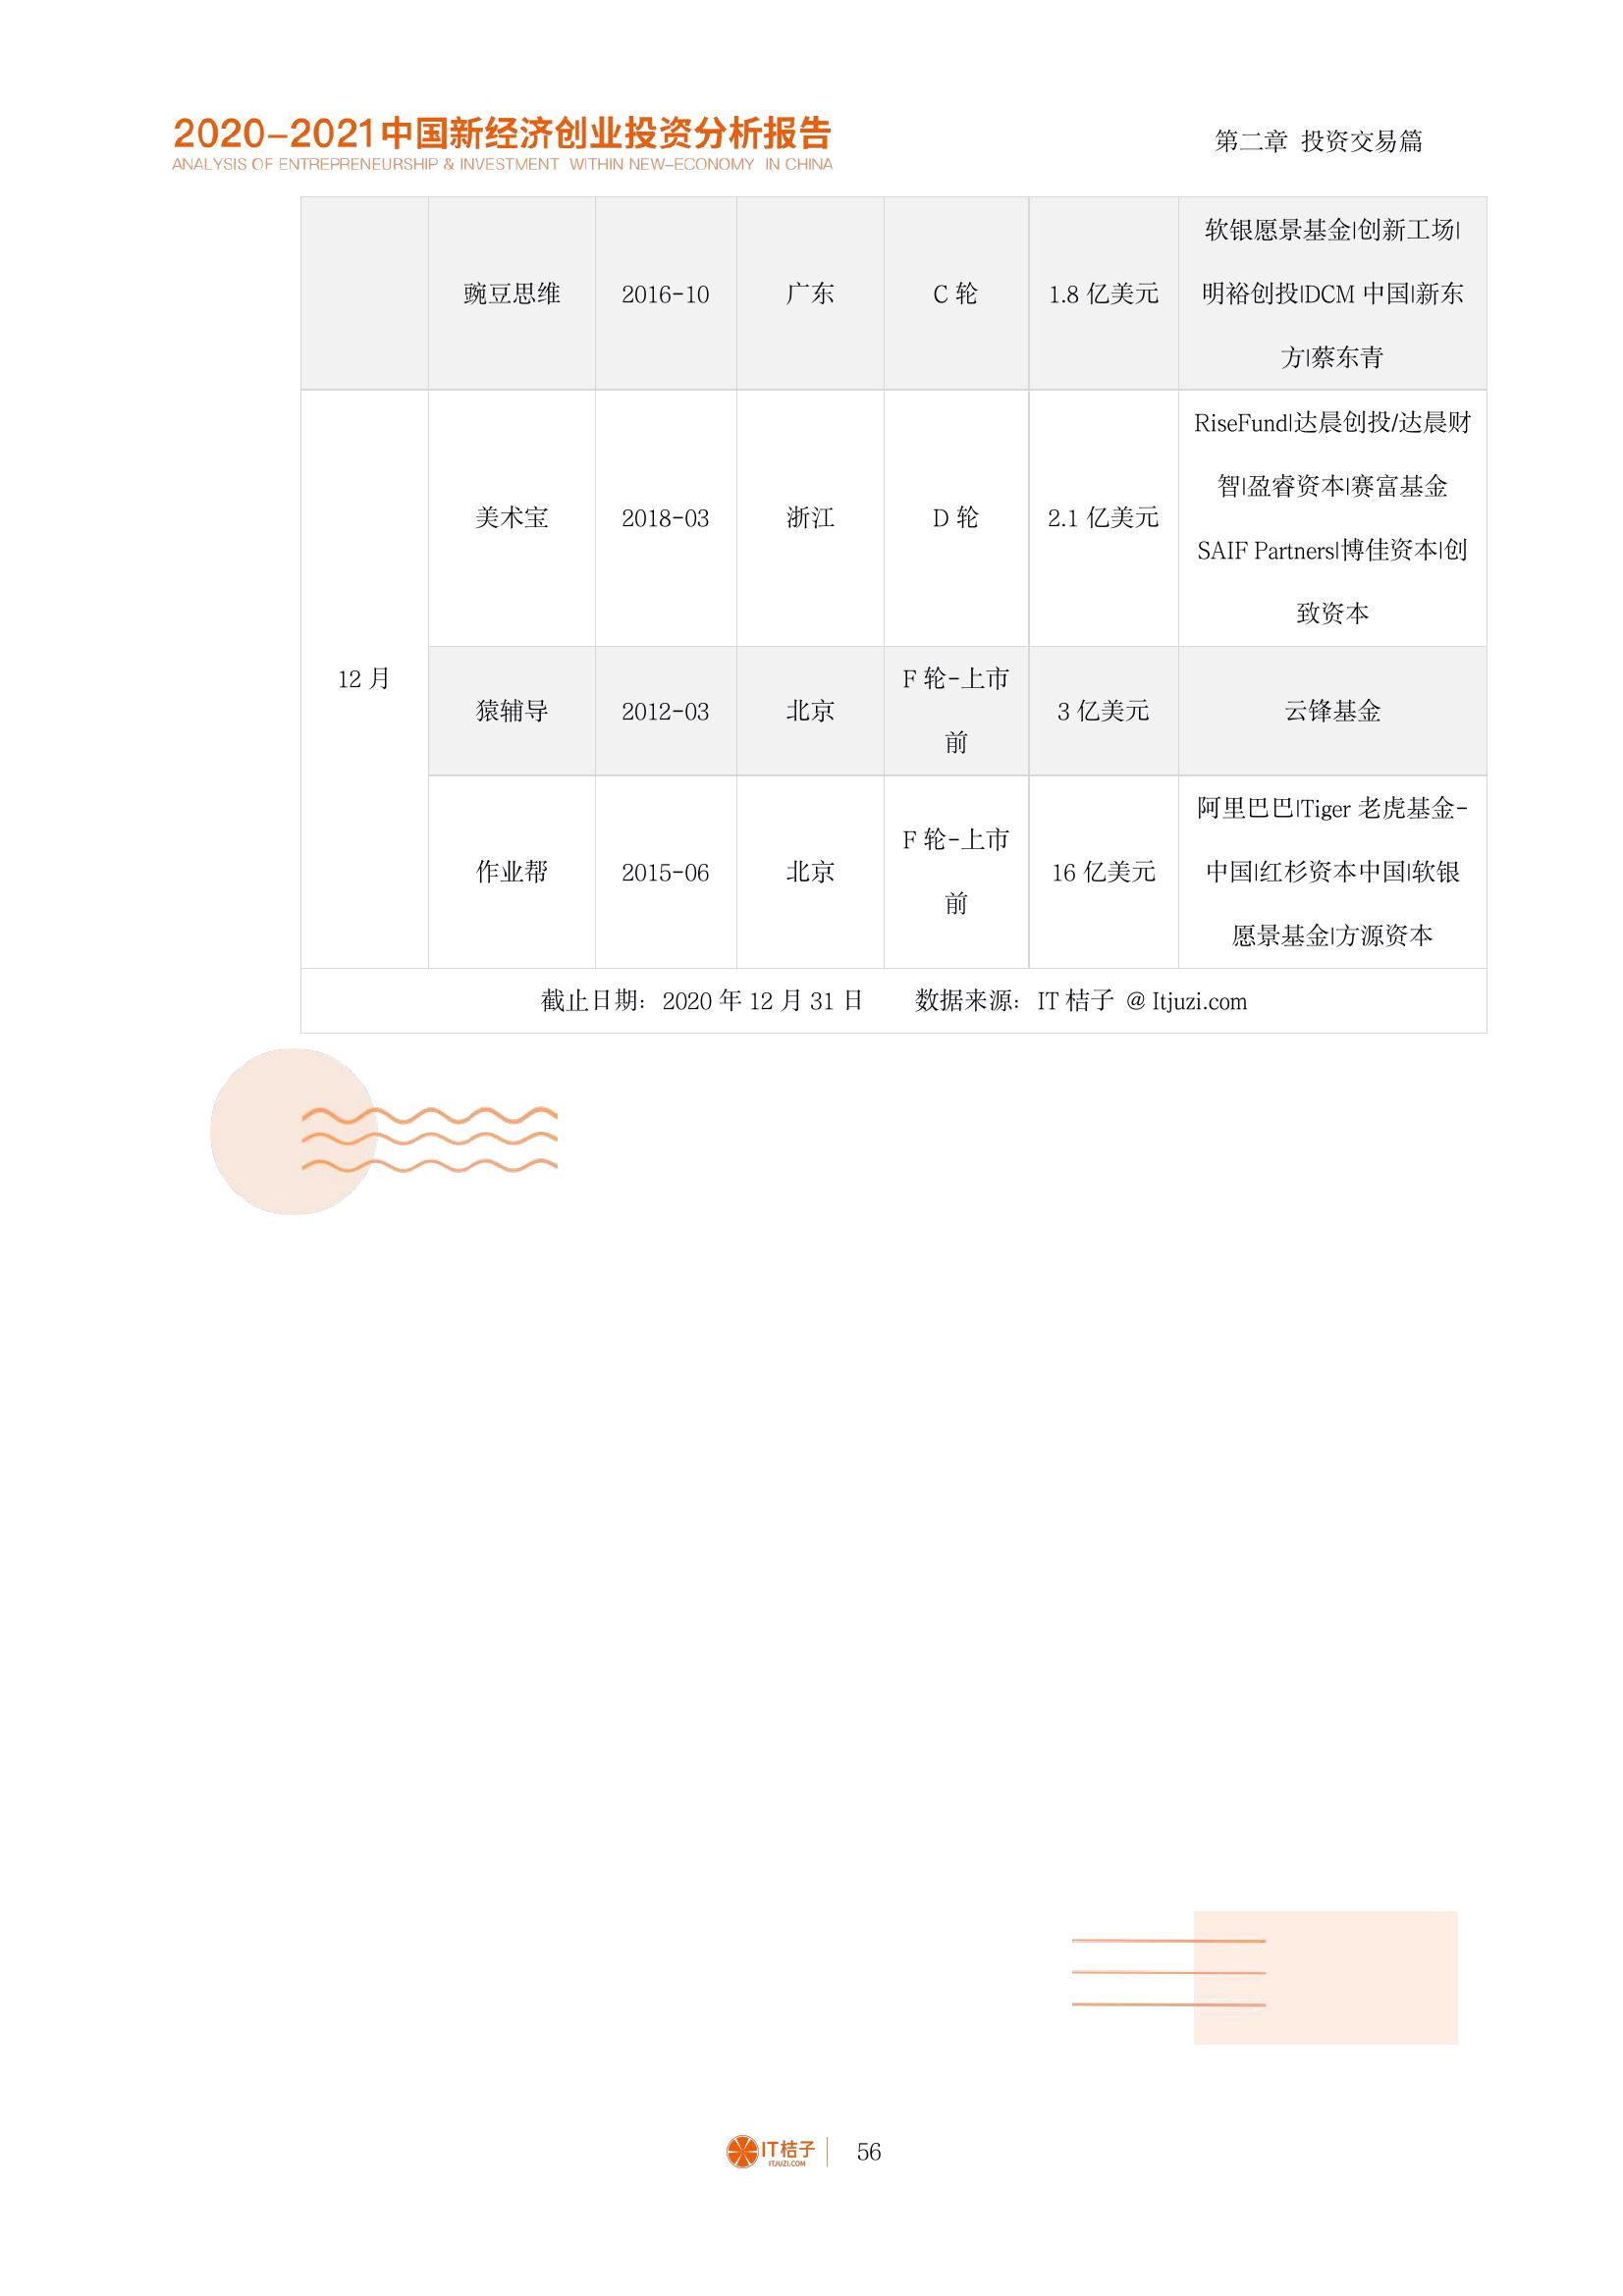 2020-2021中国新经济创业投资分析报告
ANALYSIS OF ENTREPRENEURSHIP & INVESTMENT WITHIN NEW-ECONOMY IN CHINA
第二章 投资交易篇
豌豆思维 2016-10 广东 C 轮 1.8 亿美元
软银愿景基金|创新工场|
明裕创投|DCM 中国|新东
方|蔡东青
12 月
美术宝 2018-03 浙江 D 轮 2.1 亿美元
RiseFund|达晨创投/达晨财
智|盈睿资本|赛富基金
SAIF Partners|博佳资本|创
致资本
猿辅导 2012-03 北京
F 轮-上市
前
3 亿美元 云锋基金
作业帮 2015-06 北京
F 轮-上市
前
16 亿美元
阿里巴巴|Tiger 老虎基金-
中国|红杉资本中国|软银
愿景基金|方源资本
截止日期：2020 年 12 月 31 日 数据来源：IT 桔子 @ Itjuzi.com
IT桔子
ITJUZI.COM
56